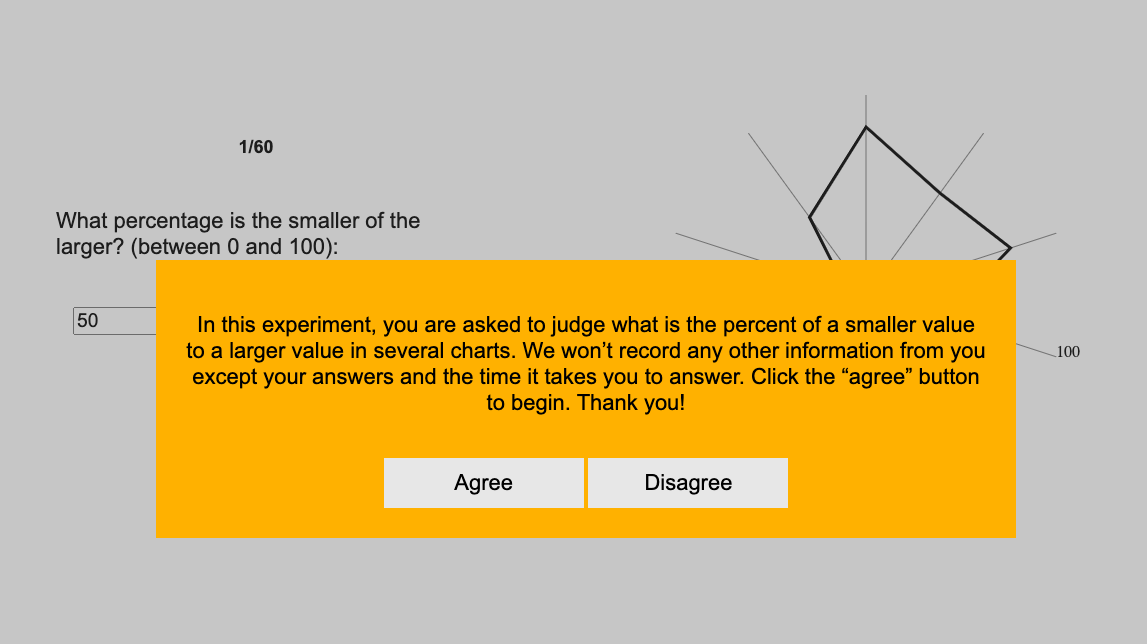 1/60
What percentage is the smaller of the
larger? (between 0 and 100):
50
In this experiment, you are asked to judge what is the percent of a smaller value
to a larger value in several charts. We won’t record any other information from you
except your answers and the time it takes you to answer. Click the “agree” button
to begin. Thank you!
100
Agree
Disagree